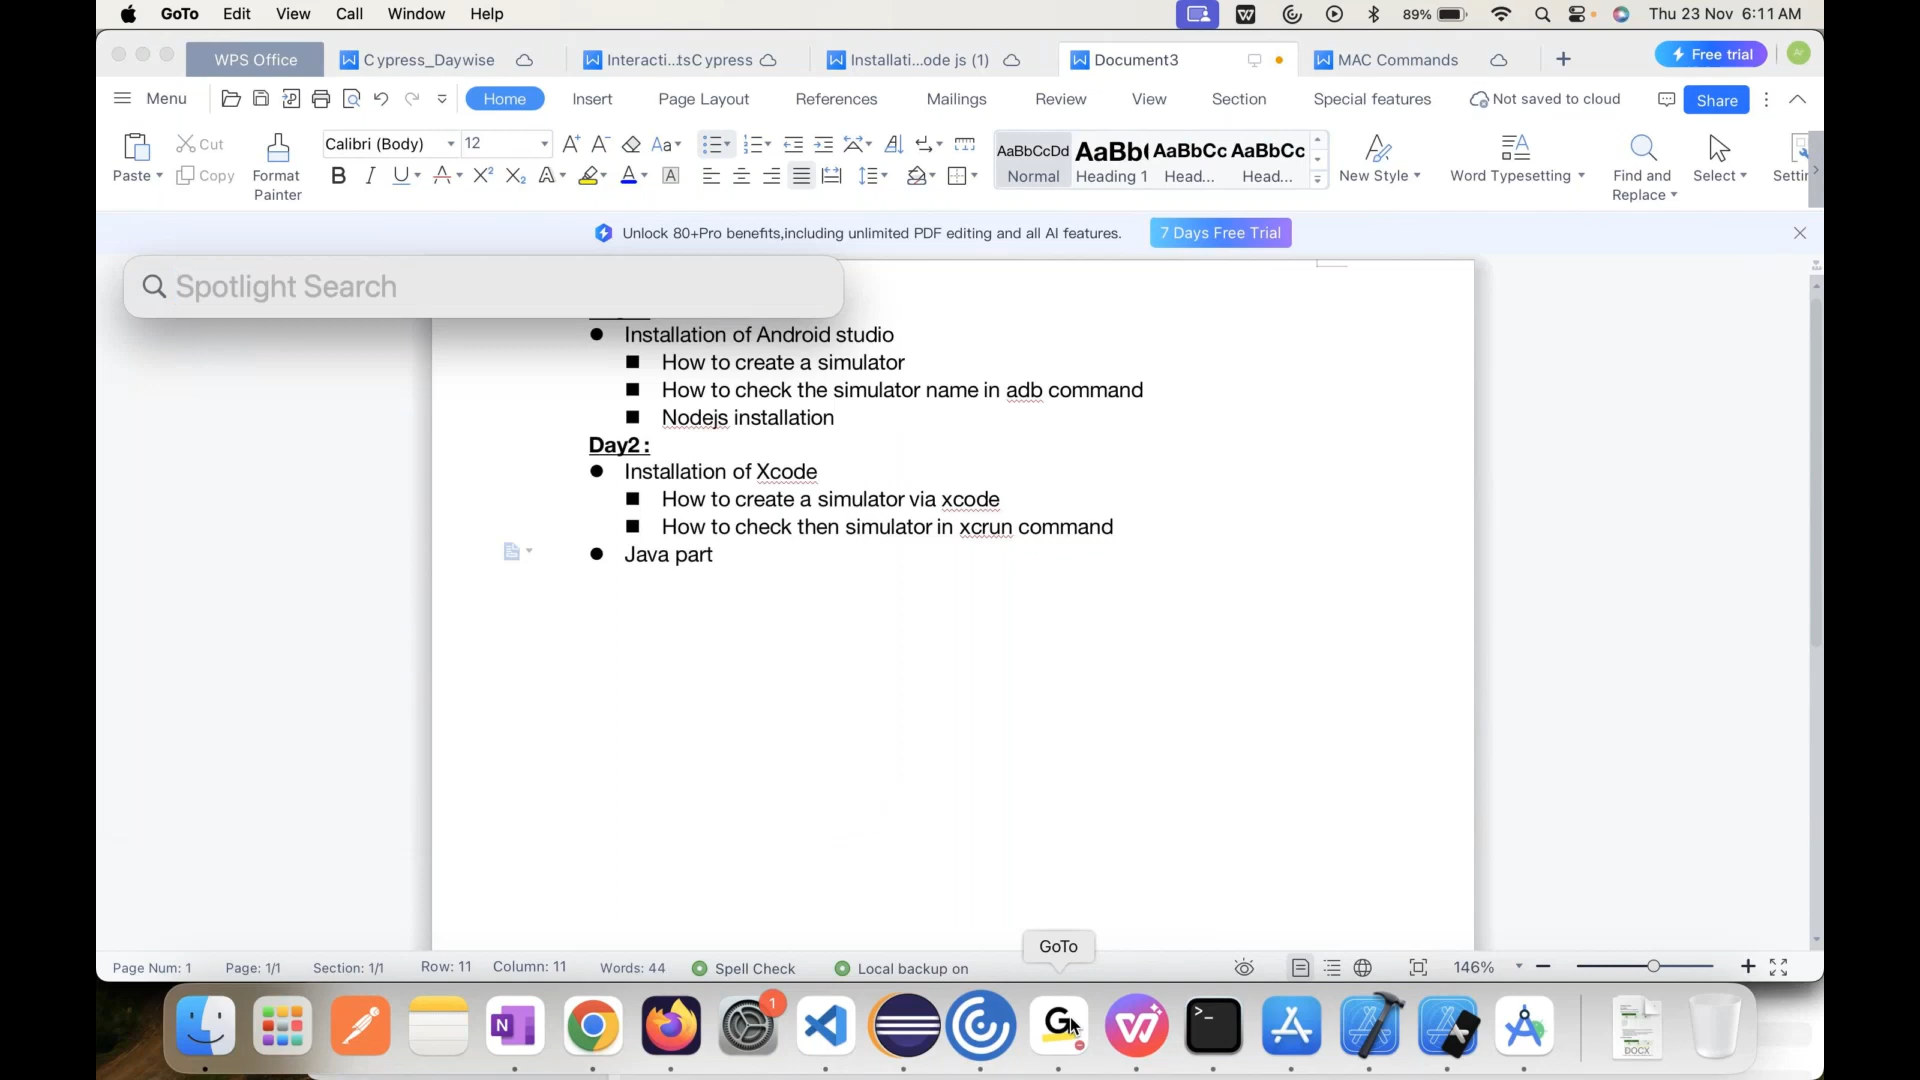 GoTo Edit View Call Window Help 89% Thu 23 Nov 6:11 AM
WPS Office Cypress_Daywise Interacti...tsCypress Installati...ode js (1) Document3 MAC Commands Free trial
Menu Home Insert Page Layout References Mailings Review View Section Special features Not saved to cloud Share
Paste Cut Copy Format Painter Calibri (Body) 12 AaBbCcDd Normal AaBb( Heading 1 AaBbCc Head... AaBbCc Head... New Style Word Typesetting Find and Replace Select Settin
Unlock 80+Pro benefits,including unlimited PDF editing and all AI features. 7 Days Free Trial
Spotlight Search
Installation of Android studio
How to create a simulator
How to check the simulator name in adb command
Nodejs installation
Day2 :
Installation of Xcode
How to create a simulator via xcode
How to check then simulator in xcrun command
Java part
GoTo
Page Num: 1 Page: 1/1 Section: 1/1 Row: 11 Column: 11 Words: 44 Spell Check Local backup on 146%
1
DOCX